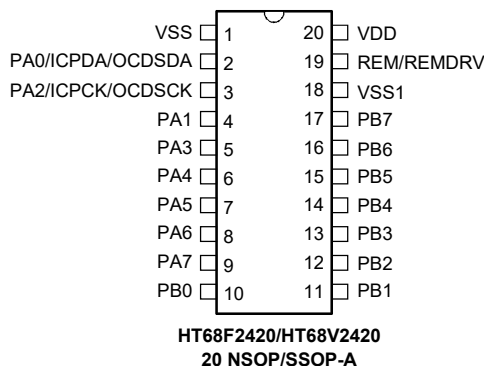 VSS 1 20 VDD
PA0/ICPDA/OCDSDA 2 19 REM/REMDRV
PA2/ICPCK/OCDSCK 3 18 VSS1
PA1 4 17 PB7
PA3 5 16 PB6
PA4 6 15 PB5
PA5 7 14 PB4
PA6 8 13 PB3
PA7 9 12 PB2
PB0 10 11 PB1
HT68F2420/HT68V2420
20 NSOP/SSOP-A